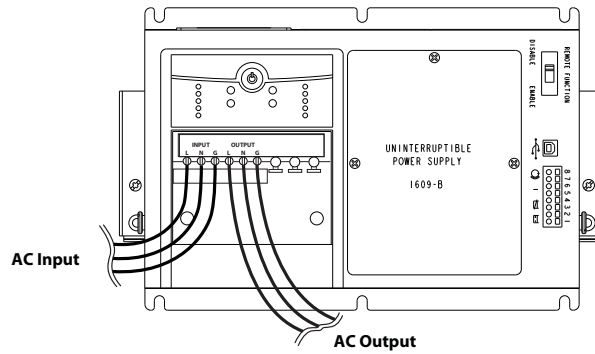 INPUT OUTPUT
L N G L N G
DISABLE ENABLE
REMOTE FUNCTION
UNINTERRUPTIBLE
POWER SUPPLY
1609-B
8 7 6 5 4 3 2 1
AC Input
AC Output